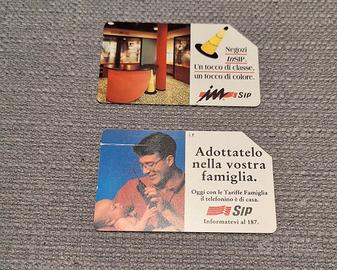 Negozi
InSIP.
Un tocco di classe,
un tocco di colore.
in SIP
Adottatelo
nella vostra
famiglia.
Oggi con le Tariffe Famiglia
il telefonino è di casa.
SIP
Informatevi al 187.